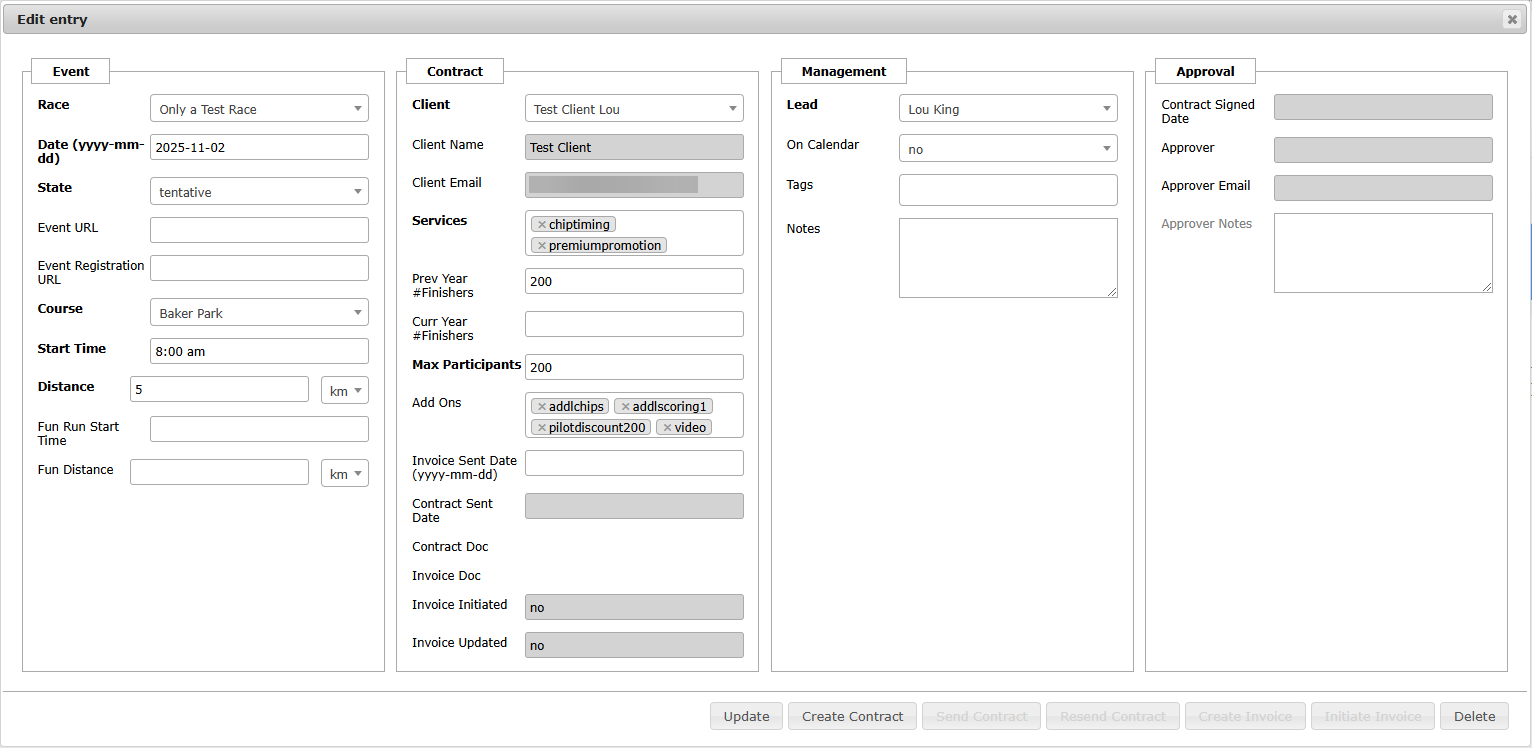 Edit entry
Event
Race
Only a Test Race
Date (yyyy-mm-
dd)
2025-11-02
State
tentative
Event URL
Event Registration
URL
Course
Baker Park
Start Time
8:00 am
Distance
5
km
Fun Run Start
Time
Fun Distance
km
Contract
Client
Test Client Lou
Client Name
Test Client
Client Email
Services
× chiptiming
× premiumpromotion
Prev Year
#Finishers
200
Curr Year
#Finishers
Max Participants
200
Add Ons
× addlchips × addlscoring1
× pilotdiscount200 × video
Invoice Sent Date
(yyyy-mm-dd)
Contract Sent
Date
Contract Doc
Invoice Doc
Invoice Initiated
no
Invoice Updated
no
Management
Lead
Lou King
On Calendar
no
Tags
Notes
Approval
Contract Signed
Date
Approver
Approver Email
Approver Notes
Update Create Contract Send Contract Resend Contract Create Invoice Initiate Invoice Delete